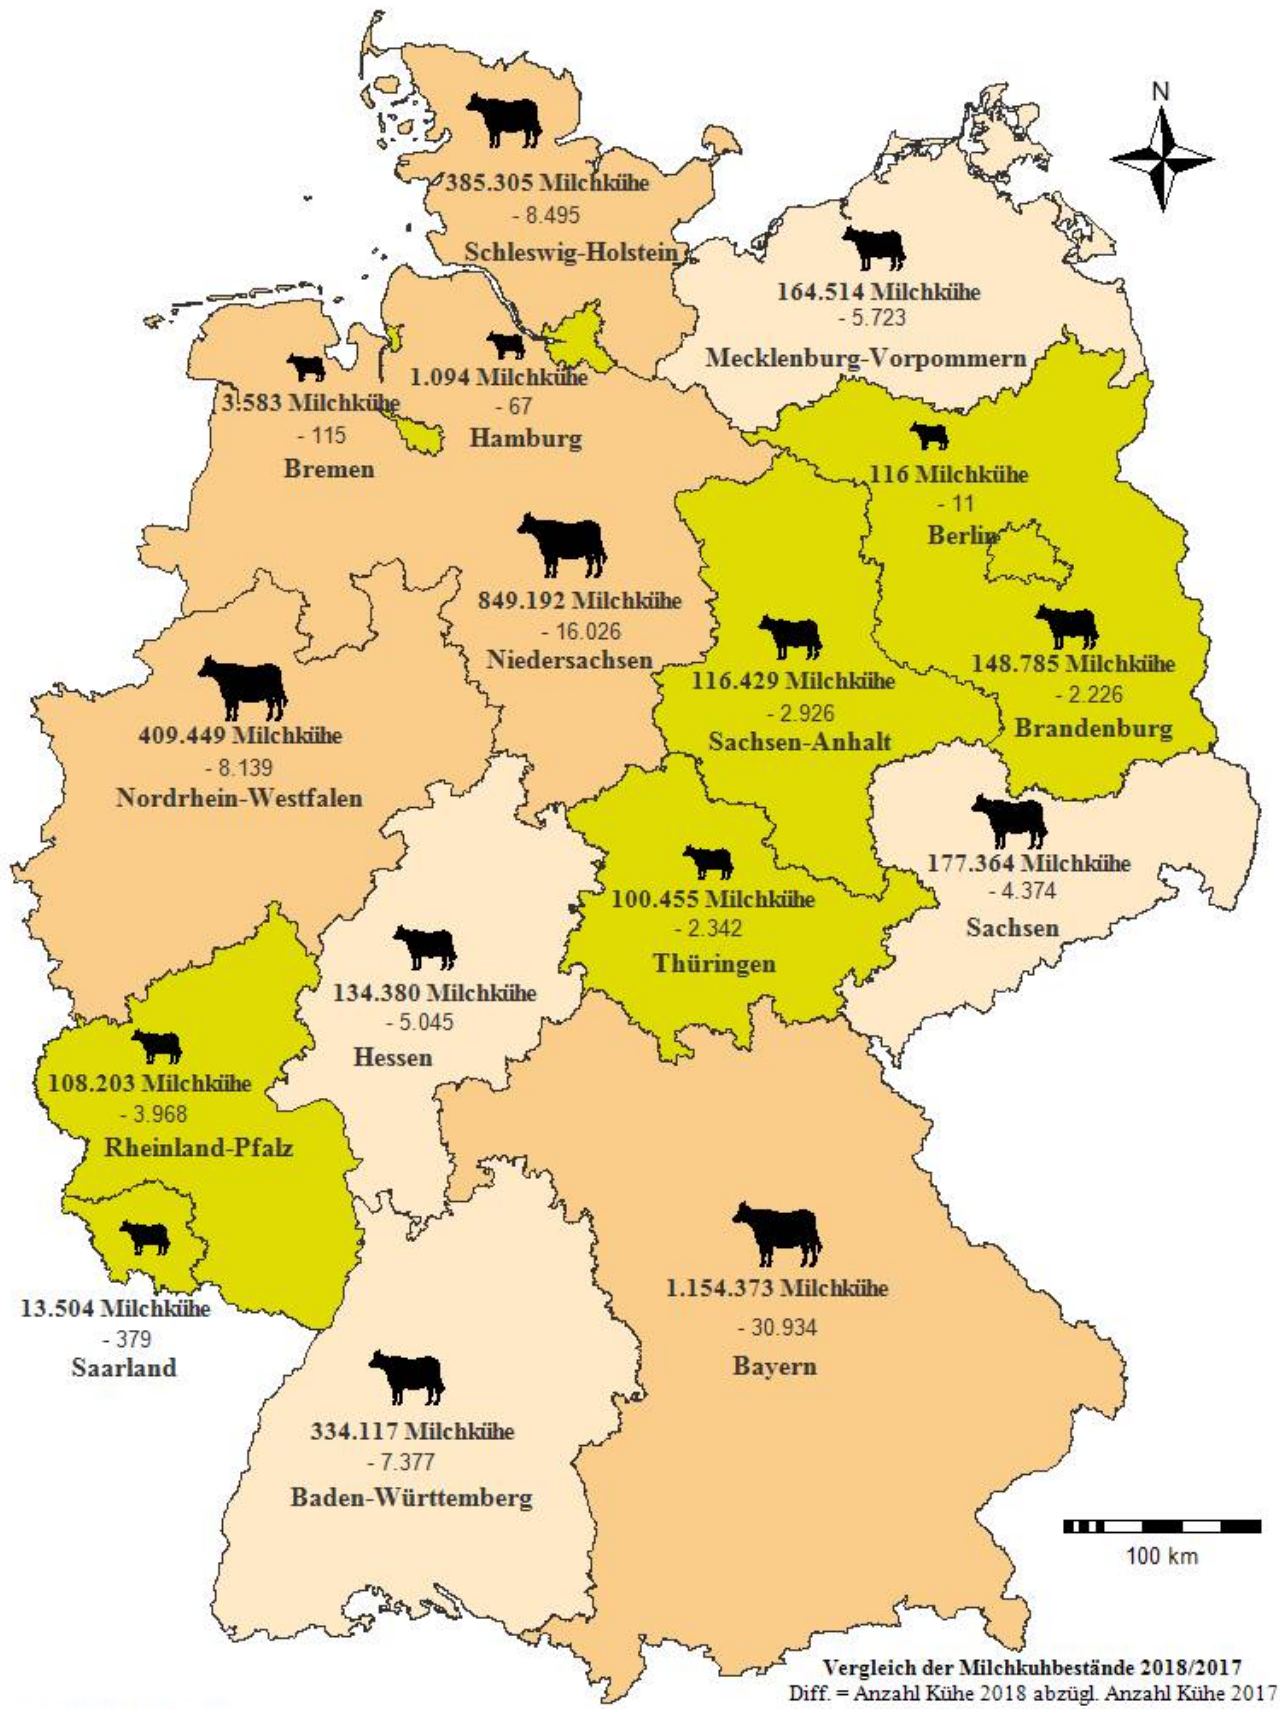 N
385.305 Milchkühe
- 8.495
Schleswig-Holstein
164.514 Milchkühe
- 5.723
Mecklenburg-Vorpommern
1.094 Milchkühe
- 67
Hamburg
3.583 Milchkühe
- 115
Bremen
116 Milchkühe
- 11
Berlin
849.192 Milchkühe
- 16.026
Niedersachsen
148.785 Milchkühe
- 2.226
Brandenburg
116.429 Milchkühe
- 2.926
Sachsen-Anhalt
409.449 Milchkühe
- 8.139
Nordrhein-Westfalen
177.364 Milchkühe
- 4.374
Sachsen
100.455 Milchkühe
- 2.342
Thüringen
134.380 Milchkühe
- 5.045
Hessen
108.203 Milchkühe
- 3.968
Rheinland-Pfalz
13.504 Milchkühe
- 379
Saarland
1.154.373 Milchkühe
- 30.934
Bayern
334.117 Milchkühe
- 7.377
Baden-Württemberg
100 km
Vergleich der Milchkuhbestände 2018/2017
Diff. = Anzahl Kühe 2018 abzügl. Anzahl Kühe 2017